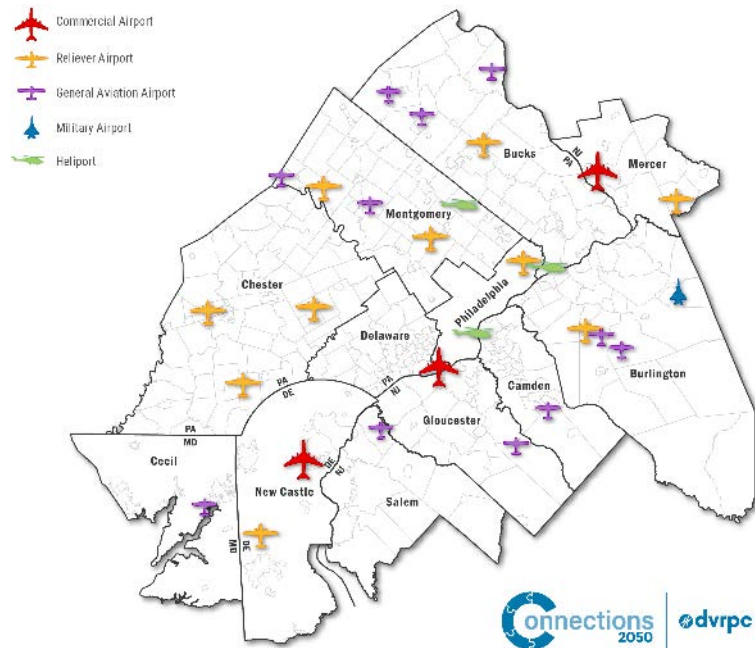 Commercial Airport
Reliever Airport
General Aviation Airport
Military Airport
Heliport
Bucks
NJ
PA
Mercer
Montgomery
Chester
Philadelphia
Delaware
PA
DE
PA
NJ
Camden
Burlington
Gloucester
PA
MD
Cecil
New Castle
DE
NJ
Salem
MD
DE
Connections
2050
dvrpc